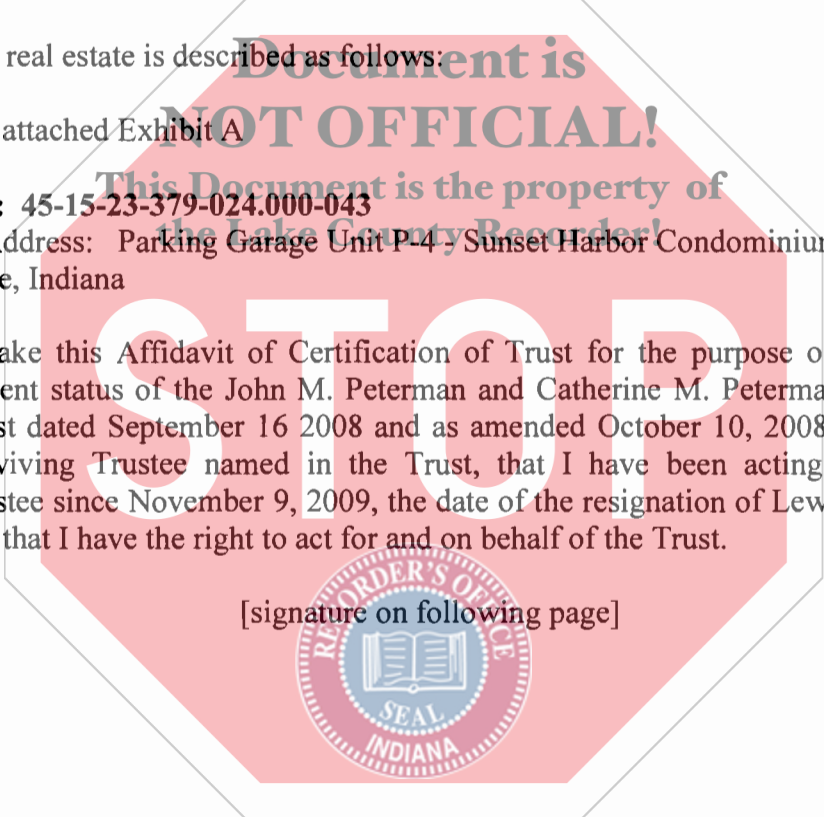 real estate is described as follows:
Document is
attached Exhibit A
NOT OFFICIAL!
This Document is the property of
: 45-15-23-379-024.000-043
the Lake County Recorder!
ddress: Parking Garage Unit P-4 - Sunset Harbor Condominiu
e, Indiana
ake this Affidavit of Certification of Trust for the purpose o
ent status of the John M. Peterman and Catherine M. Peterma
st dated September 16 2008 and as amended October 10, 2008
viving Trustee named in the Trust, that I have been acting
stee since November 9, 2009, the date of the resignation of Lew
that I have the right to act for and on behalf of the Trust.
STOP
[signature on following page]
RECORDER'S OFFICE
SEAL
INDIANA